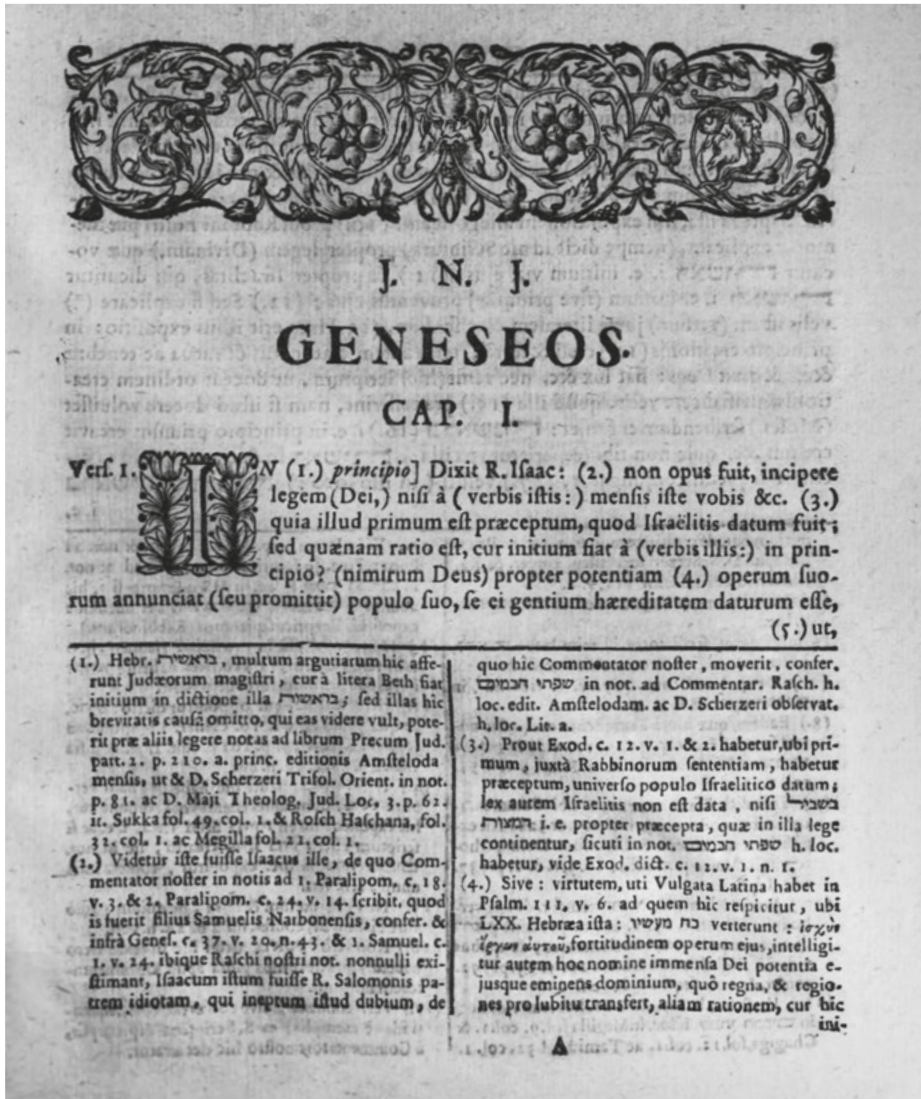 J. N. J.
GENESEOS.
CAP. I.
Verſ. 1. IN (1.) principio] Dixit R. Iſaac: (2.) non opus fuit, incipere
legem (Dei,) niſi à (verbis iſtis:) menſis iſte vobis &c. (3.)
quia illud primum eſt præceptum, quod Iſraëlitis datum fuit;
ſed quænam ratio eſt, cur initium fiat à (verbis illis:) in prin-
cipio? (nimirum Deus) propter potentiam (4.) operum ſuo-
rum annunciat (ſeu promittit) populo ſuo, ſe ei gentium hæreditatem daturum eſſe,
(5.) ut,
(1.) Hebr. בראשית, multum argutiarum hic affe-
runt Judæorum magiſtri, cur à litera Beth fiat
initium in dictione illa בראשית; ſed illas hic
brevitatis causâ omitto, qui eas videre vult, pote-
rit præ aliis legere notas ad librum Precum Jud.
part. 2. p. 210. a. princ. editionis Amſteloda
menſis, ut & D. Scherzeri Trifol. Orient. in not.
p. 81. ac D. Maji Theolog, Jud. Loc, 3. p. 62.
it. Sukka fol. 49. col. 1. & Roſch Haſchana, fol.
32. col. 1. ac Megilla fol. 22. col. 1.
(2.) Videtur iſte fuiſſe Iſaacus ille, de quo Com-
mentator noſter in notis ad 1. Paralipom. c. 18.
v. 3. & 2. Paralipom. c. 24. v. 14. ſcribit, quod
is fuerit filius Samuelis Narbonenſis, confer. &
infrà Geneſ. c. 37. v. 20. n. 43. & 1. Samuel. c.
1. v. 24. ibique Raſchi noſtri not. nonnulli exi-
ſtimant, Iſaacum iſtum fuiſſe R. Salomonis pa-
trem idiotam, qui ineptum iſtud dubium, de
quo hic Commentator noſter, moverit, confer.
שפתי חכמים in not. ad Commentar. Raſch. h.
loc. edit. Amſtelodam. ac D. Scherzeri obſervat.
h. lor. Lit. a.
(3.) Prout Exod. c. 12. v. 1. & 2. habetur, ubi pri-
mum, juxtà Rabbinorum ſententiam, habetur
præceptum, univerſo populo Iſraelitico datum;
lex autem Iſraelitis non eſt data, niſi בשביל
המצות i. e. propter præcepta, quæ in illa lege
continentur, ſicuti in not. שפתי חכמים h. loc.
habetur, vide Exod. dict. c. 12. v. 1. n. 1.
(4.) Sive: virtutem, uti Vulgata Latina habet in
Pſalm. 111. v. 6. ad quem hic reſpicitur, ubi
LXX. Hebræa iſta: כח מעשיו verterunt: ἰσχὺν
ἔργων αυτοῦ, fortitudinem operum ejus, intelligi-
tur autem hoc nomine immenſa Dei potentia e-
jusque eminens dominium, quô regna, & regio-
nes pro lubitu transfert, aliam rationem, cur hic
ini-
A